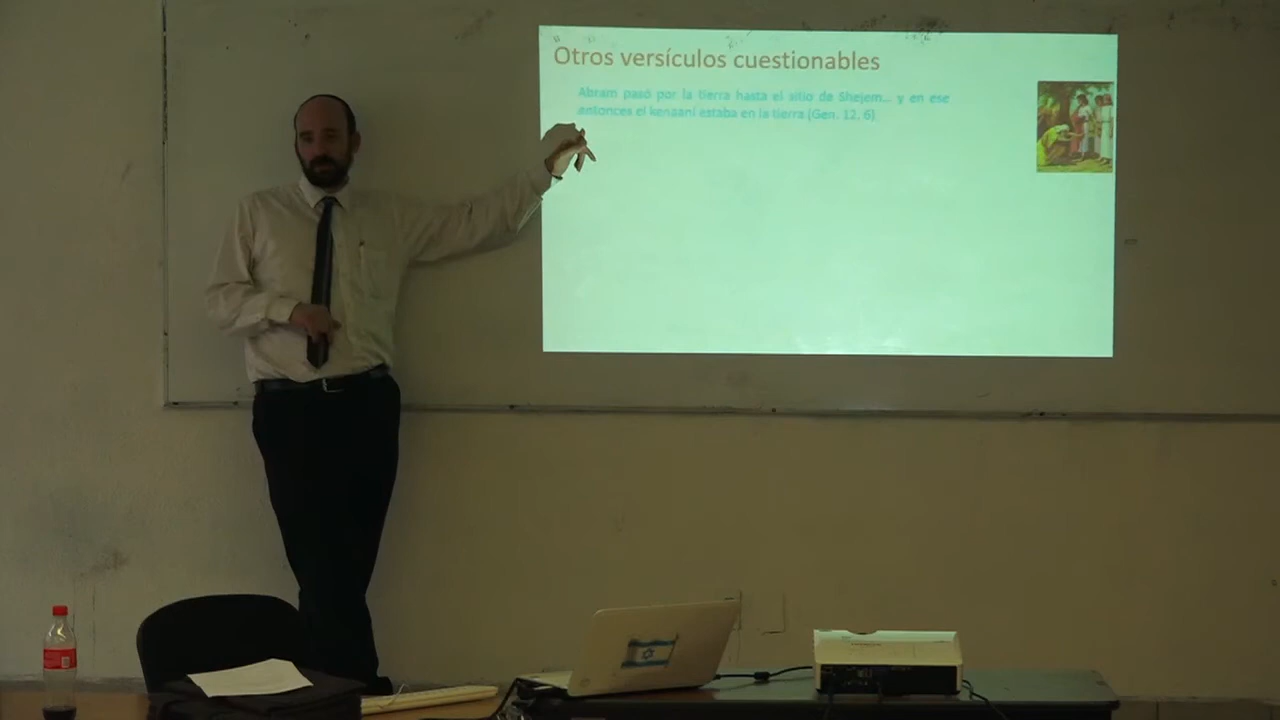 Otros versículos cuestionables
Abram pasó por la tierra hasta el sitio de Shejem... y en ese
entonces el kenaaní estaba en la tierra (Gen. 12. 6)